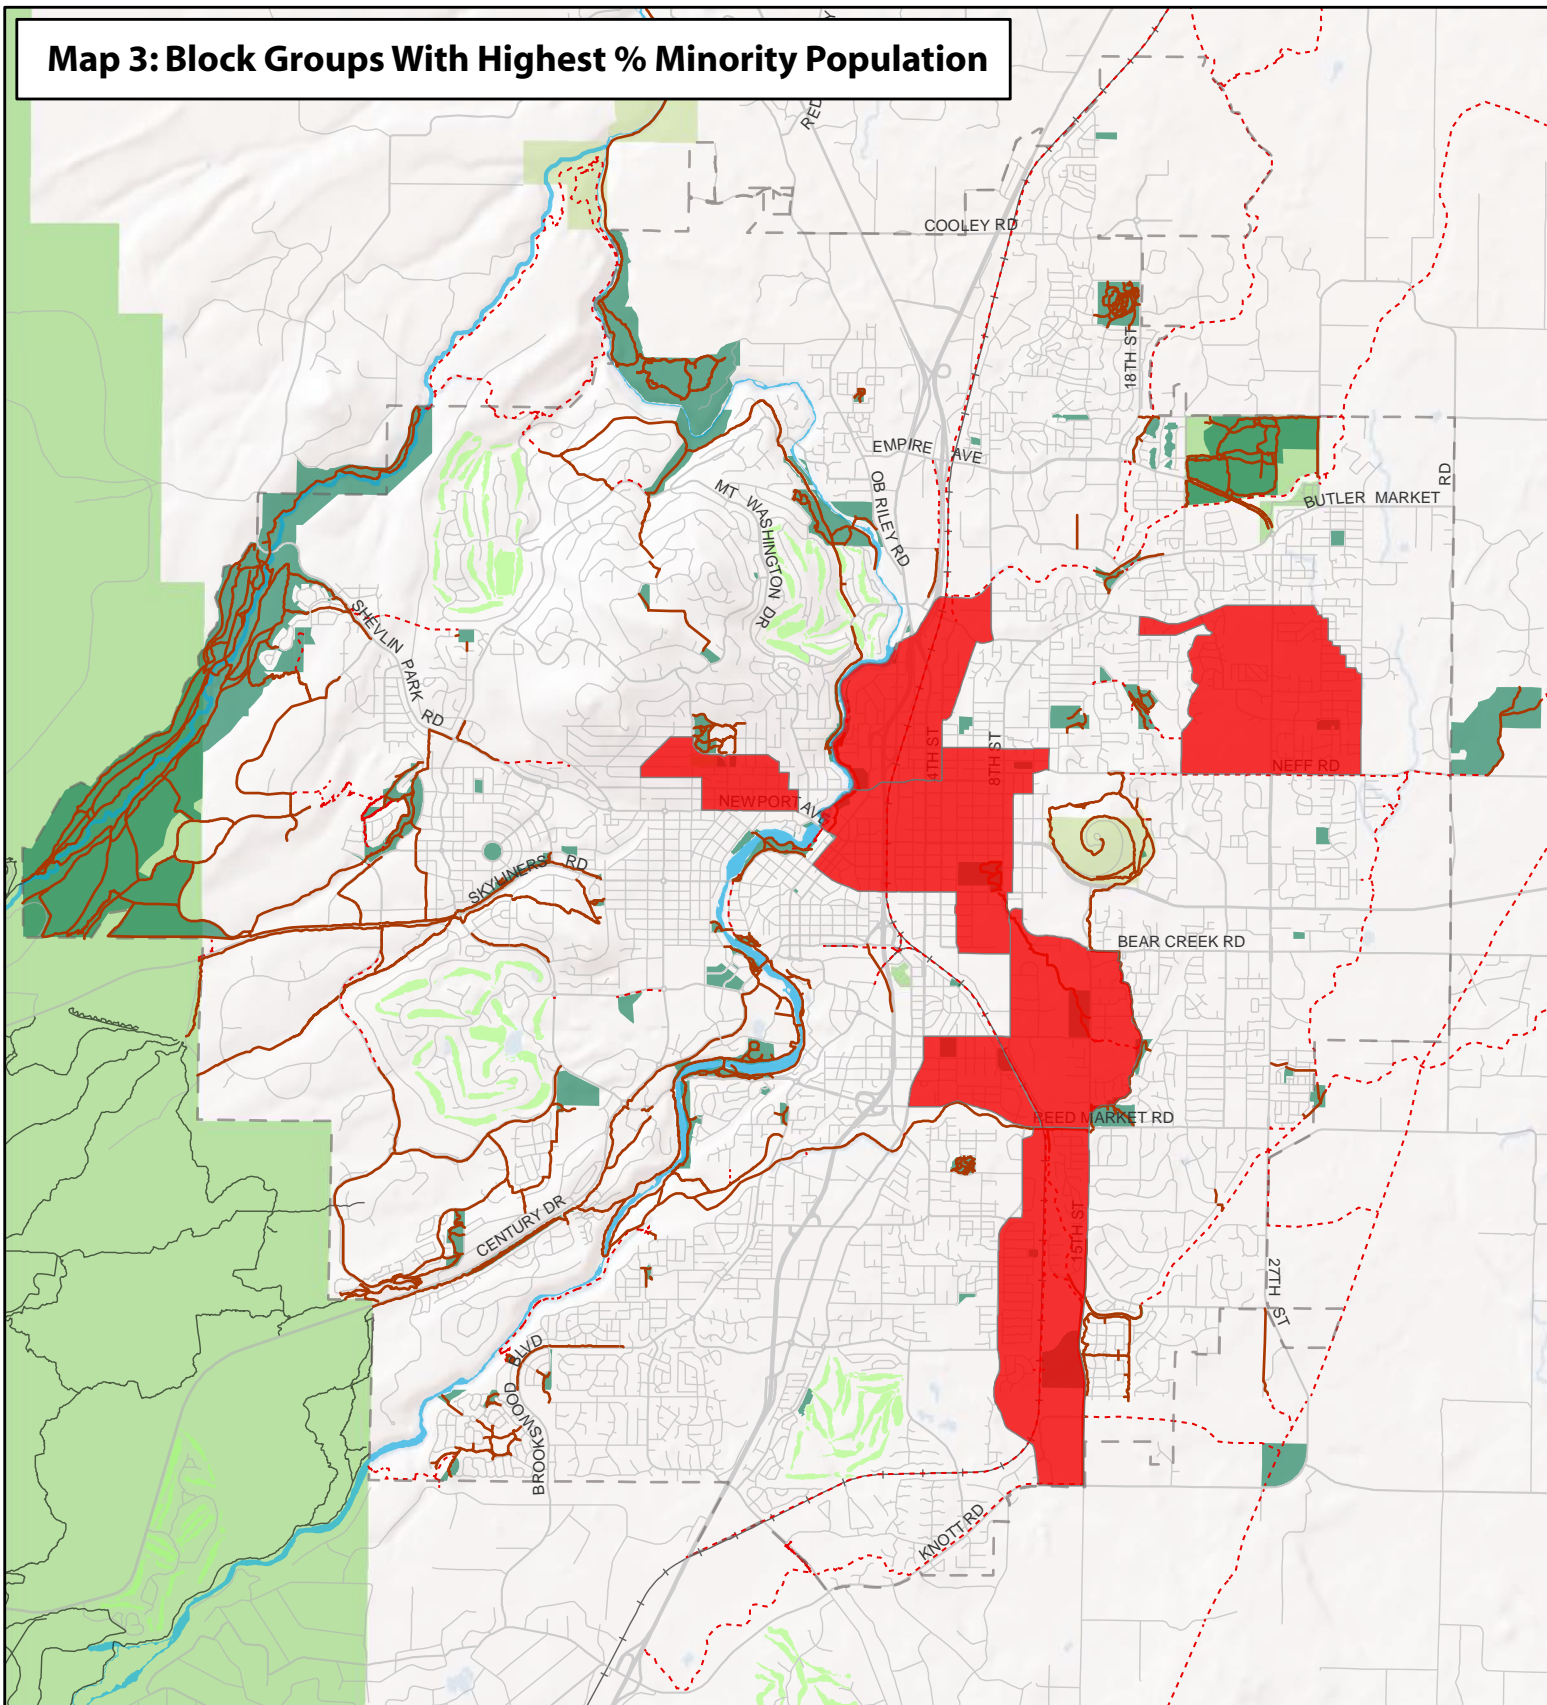 Map 3: Block Groups With Highest % Minority Population
RED
Y
COOLEY RD
18TH ST
EMPIRE AVE
OB RILEY RD
MT WASHINGTON DR
BUTLER MARKET RD
SHEVLIN PARK RD
4TH ST
8TH ST
NEFF RD
NEWPORT AVE
SKYLINERS RD
BEAR CREEK RD
REED MARKET RD
CENTURY DR
15TH ST
27TH ST
BROOKSWOOD BLVD
KNOTT RD